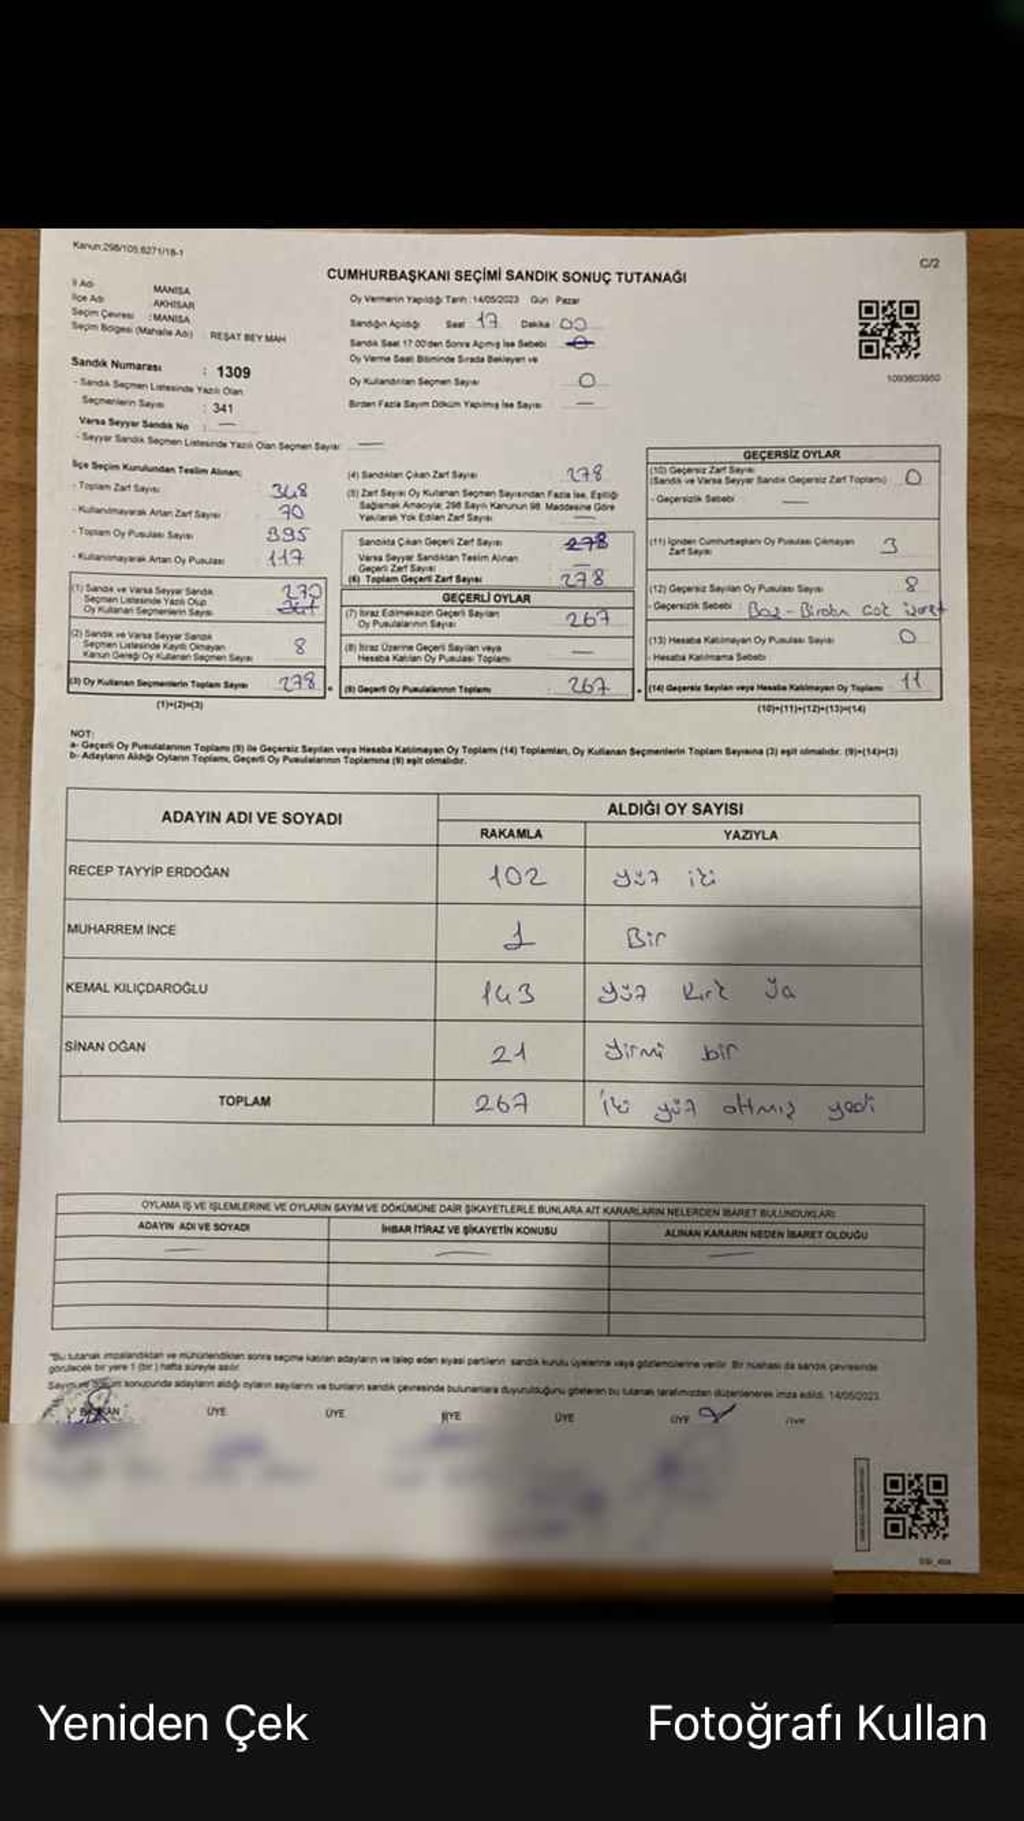 Kanun:298/105,6271/18-1
C/2
CUMHURBAŞKANI SEÇİMİ SANDIK SONUÇ TUTANAĞI
İl Adı : MANİSA
İlçe Adı : AKHİSAR
Seçim Çevresi : MANİSA
Seçim Bölgesi (Mahalle Adı) : REŞAT BEY MAH
Sandık Numarası : 1309
- Sandık Seçmen Listesinde Yazılı Olan
Seçmenlerin Sayısı : 341
Varsa Seyyar Sandık No : —
- Seyyar Sandık Seçmen Listesinde Yazılı Olan Seçmen Sayısı —
Oy Vermenin Yapıldığı Tarih :14/05/2023 Gün Pazar
Sandığın Açıldığı Saat 17 Dakika 00
Sandık Saat 17:00'den Sonra Açılmış İse Sebebi
Oy Verme Saati Bitiminde Sırada Bekleyen ve
Oy Kullandırılan Seçmen Sayısı 0
Birden Fazla Sayım Döküm Yapılmış İse Sayısı —
1093803950
İlçe Seçim Kurulundan Teslim Alınan;
- Toplam Zarf Sayısı 348
- Kullanılmayarak Artan Zarf Sayısı 70
- Toplam Oy Pusulası Sayısı 395
- Kullanılmayarak Artan Oy Pusulası 117
(1) Sandık ve Varsa Seyyar Sandık
Seçmen Listesinde Yazılı Olup
Oy Kullanan Seçmenlerin Sayısı 270
(2) Sandık ve Varsa Seyyar Sandık
Seçmen Listesinde Kayıtlı Olmayan
Kanun Gereği Oy Kullanan Seçmen Sayısı 8
(3) Oy Kullanan Seçmenlerin Toplam Sayısı 278
(1)+(2)=(3)
(4) Sandıktan Çıkan Zarf Sayısı 278
(5) Zarf Sayısı Oy Kullanan Seçmen Sayısından Fazla İse, Eşitliği
Sağlamak Amacıyla; 298 Sayılı Kanunun 98. Maddesine Göre
Yakılarak Yok Edilen Zarf Sayısı —
Sandıkta Çıkan Geçerli Zarf Sayısı 278
Varsa Seyyar Sandıktan Teslim Alınan
Geçerli Zarf Sayısı —
(6) Toplam Geçerli Zarf Sayısı 278
GEÇERLİ OYLAR
(7) İtiraz Edilmeksizin Geçerli Sayılan
Oy Pusulalarının Sayısı 267
(8) İtiraz Üzerine Geçerli Sayılan veya
Hesaba Katılan Oy Pusulası Toplamı —
(9) Geçerli Oy Pusulalarının Toplamı 267
GEÇERSİZ OYLAR
(10) Geçersiz Zarf Sayısı
(Sandık ve Varsa Seyyar Sandık Geçersiz Zarf Toplamı) 0
- Geçersizlik Sebebi —
(11) İçinden Cumhurbaşkanı Oy Pusulası Çıkmayan
Zarf Sayısı 3
(12) Geçersiz Sayılan Oy Pusulası Sayısı 8
- Geçersizlik Sebebi Boş-Birden Çok işaret
(13) Hesaba Katılmayan Oy Pusulası Sayısı 0
- Hesaba Katılmama Sebebi
(14) Geçersiz Sayılan veya Hesaba Katılmayan Oy Toplamı 11
(10)+(11)+(12)+(13)=(14)
NOT:
a- Geçerli Oy Pusulalarının Toplamı (9) ile Geçersiz Sayılan veya Hesaba Katılmayan Oy Toplamı (14) Toplamları, Oy Kullanan Seçmenlerin Toplam Sayısına (3) eşit olmalıdır. (9)+(14)=(3)
b- Adayların Aldığı Oyların Toplamı, Geçerli Oy Pusulalarının Toplamına (9) eşit olmalıdır.
ADAYIN ADI VE SOYADI
ALDIĞI OY SAYISI
RAKAMLA YAZIYLA
RECEP TAYYİP ERDOĞAN 102 yüz iki
MUHARREM İNCE 1 Bir
KEMAL KILIÇDAROĞLU 143 yüz kırk üç
SİNAN OĞAN 21 yirmi bir
TOPLAM 267 iki yüz altmış yedi
OYLAMA İŞ VE İŞLEMLERİNE VE OYLARIN SAYIM VE DÖKÜMÜNE DAİR ŞİKAYETLERLE BUNLARA AİT KARARLARIN NELERDEN İBARET BULUNDUKLARI
ADAYIN ADI VE SOYADI İHBAR İTİRAZ VE ŞİKAYETİN KONUSU ALINAN KARARIN NEDEN İBARET OLDUĞU
— — —
"Bu tutanak imzalandıktan ve mühürlendikten sonra seçime katılan adayların ve talep eden siyasi partilerin sandık kurulu üyelerine veya gözlemcilerine verilir. Bir nüshası da sandık çevresinde
görülecek bir yere 1 (bir) hafta süreyle asılır.
Sayım ve döküm sonucunda adayların aldığı oyların sayılarını ve bunların sandık çevresinde bulunanlara duyurulduğunu gösteren bu tutanak tarafımızdan düzenlenerek imza edildi. 14/05/2023
BAŞKAN ÜYE ÜYE ÜYE ÜYE ÜYE ÜYE
Yeniden Çek
Fotoğrafı Kullan